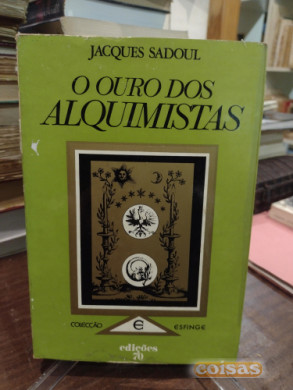 JACQUES SADOUL
O OURO DOS
ALQUIMISTAS
COLECÇÃO E ESFINGE
edições
70
coisas